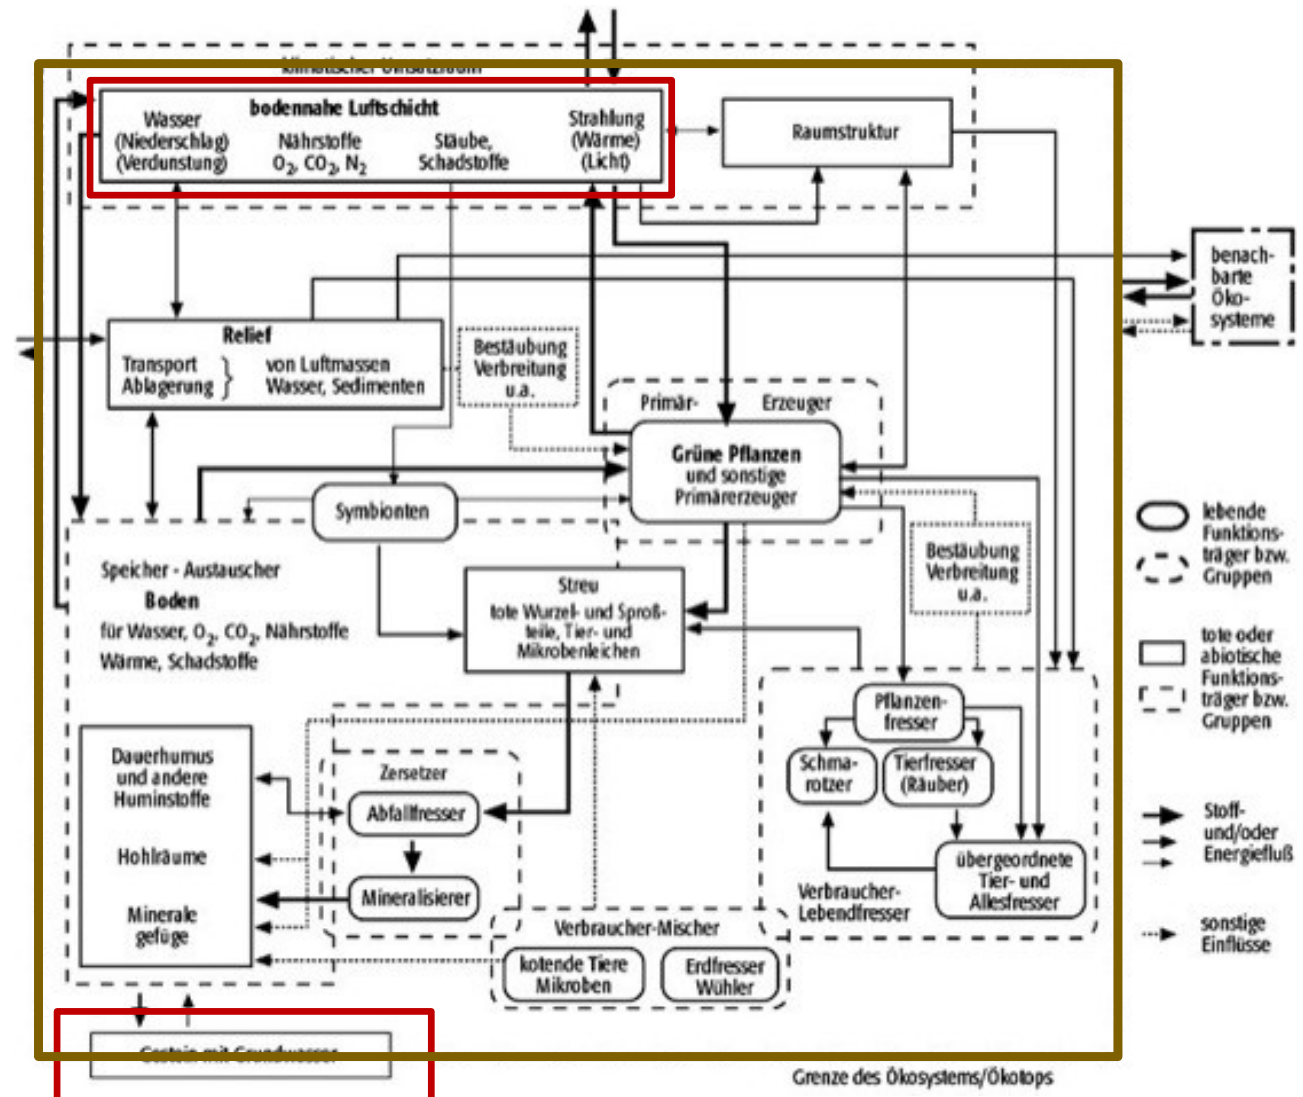 klimatischer Umsatzraum
bodennahe Luftschicht
Wasser
(Niederschlag)
(Verdunstung)
Nährstoffe
O2, CO2, N2
Stäube,
Schadstoffe
Strahlung
(Wärme)
(Licht)
Raumstruktur
benach-
barte
Öko-
systeme
Relief
Transport
Ablagerung
von Luftmassen
Wasser, Sedimenten
Bestäubung
Verbreitung
u.a.
Primär- Erzeuger
Grüne Pflanzen
und sonstige
Primärerzeuger
Symbionten
Speicher - Austauscher
Boden
für Wasser, O2, CO2, Nährstoffe
Wärme, Schadstoffe
Streu
tote Wurzel- und Sproß-
teile, Tier- und
Mikrobenleichen
Bestäubung
Verbreitung
u.a.
Dauerhumus
und andere
Huminstoffe
Hohlräume
Minerale
gefüge
Zersetzer
Abfallfresser
Mineralisierer
Pflanzen-
fresser
Schma-
rotzer
Tierfresser
(Räuber)
übergeordnete
Tier- und
Allesfresser
Verbraucher-
Lebendfresser
Verbraucher-Mischer
kotende Tiere
Mikroben
Erdfresser
Wühler
Gestein mit Grundwasser
Grenze des Ökosystems/Ökotops
lebende
Funktions-
träger bzw.
Gruppen
tote oder
abiotische
Funktions-
träger bzw.
Gruppen
Stoff-
und/oder
Energiefluß
sonstige
Einflüsse